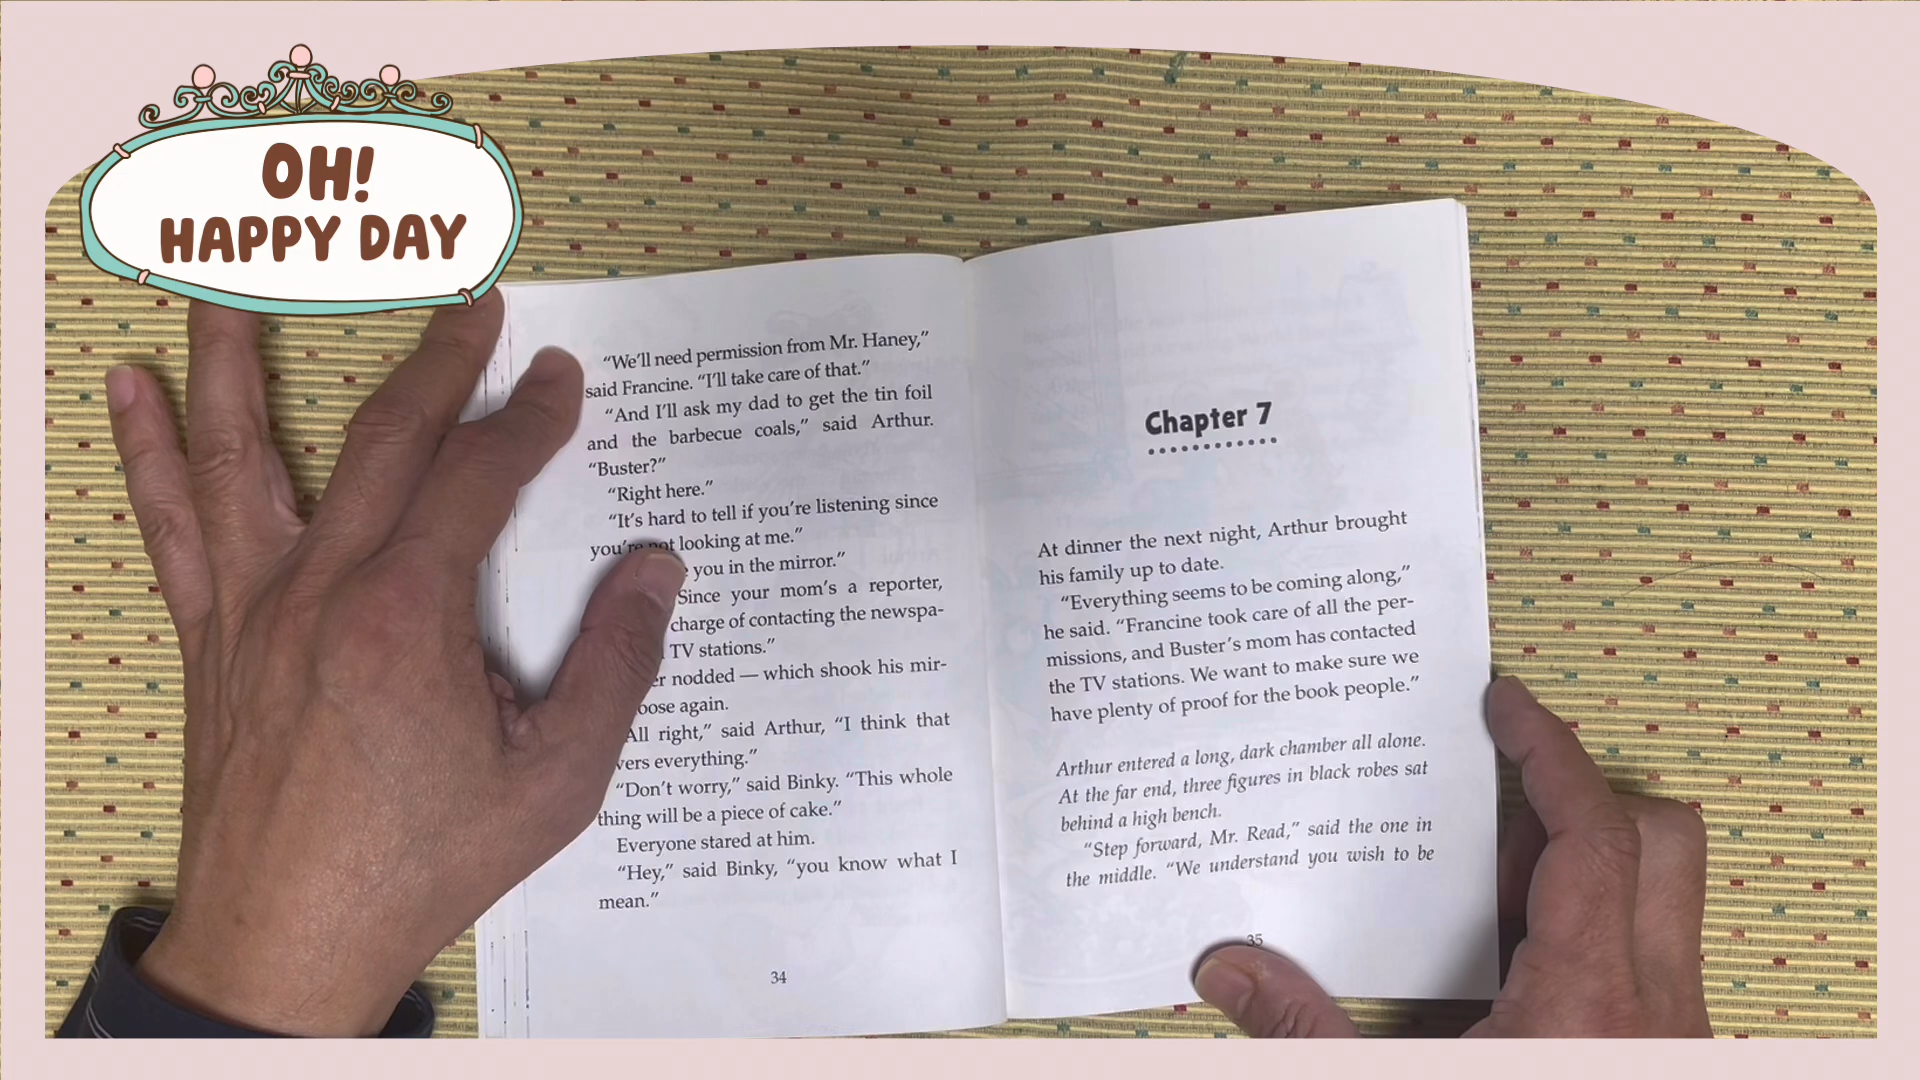 OH!
HAPPY DAY
“We’ll need permission from Mr. Haney,”
said Francine. “I’ll take care of that.”
“And I’ll ask my dad to get the tin foil
and the barbecue coals,” said Arthur.
“Buster?”
“Right here.”
“It’s hard to tell if you’re listening since
you’re not looking at me.”
you in the mirror.”
Since your mom’s a reporter,
charge of contacting the newspa-
TV stations.”
nodded — which shook his mir-
again.
All right,” said Arthur, “I think that
everything.”
“Don’t worry,” said Binky. “This whole
thing will be a piece of cake.”
Everyone stared at him.
“Hey,” said Binky, “you know what I
mean.”
34
Chapter 7
At dinner the next night, Arthur brought
his family up to date.
“Everything seems to be coming along,”
he said. “Francine took care of all the per-
missions, and Buster’s mom has contacted
the TV stations. We want to make sure we
have plenty of proof for the book people.”
Arthur entered a long, dark chamber all alone.
At the far end, three figures in black robes sat
behind a high bench.
“Step forward, Mr. Read,” said the one in
the middle. “We understand you wish to be
35